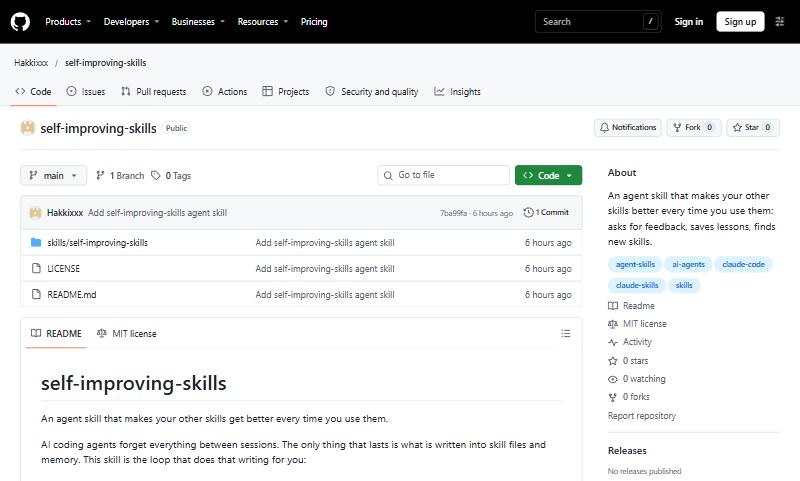 Products Developers Businesses Resources Pricing Search / Sign in Sign up
Hakkixxx / self-improving-skills
Code Issues Pull requests Actions Projects Security and quality Insights
self-improving-skills Public Notifications Fork 0 Star 0
main 1 Branch 0 Tags Go to file Code
Hakkixxx Add self-improving-skills agent skill 7ba99fa · 6 hours ago 1 Commit
skills/self-improving-skills Add self-improving-skills agent skill 6 hours ago
LICENSE Add self-improving-skills agent skill 6 hours ago
README.md Add self-improving-skills agent skill 6 hours ago
README MIT license
self-improving-skills
An agent skill that makes your other skills get better every time you use them.
AI coding agents forget everything between sessions. The only thing that lasts is what is written into skill files and
memory. This skill is the loop that does that writing for you:
About
An agent skill that makes your other
skills better every time you use them:
asks for feedback, saves lessons, finds
new skills.
agent-skills ai-agents claude-code
claude-skills skills
Readme
MIT license
Activity
0 stars
0 watching
0 forks
Report repository
Releases
No releases published